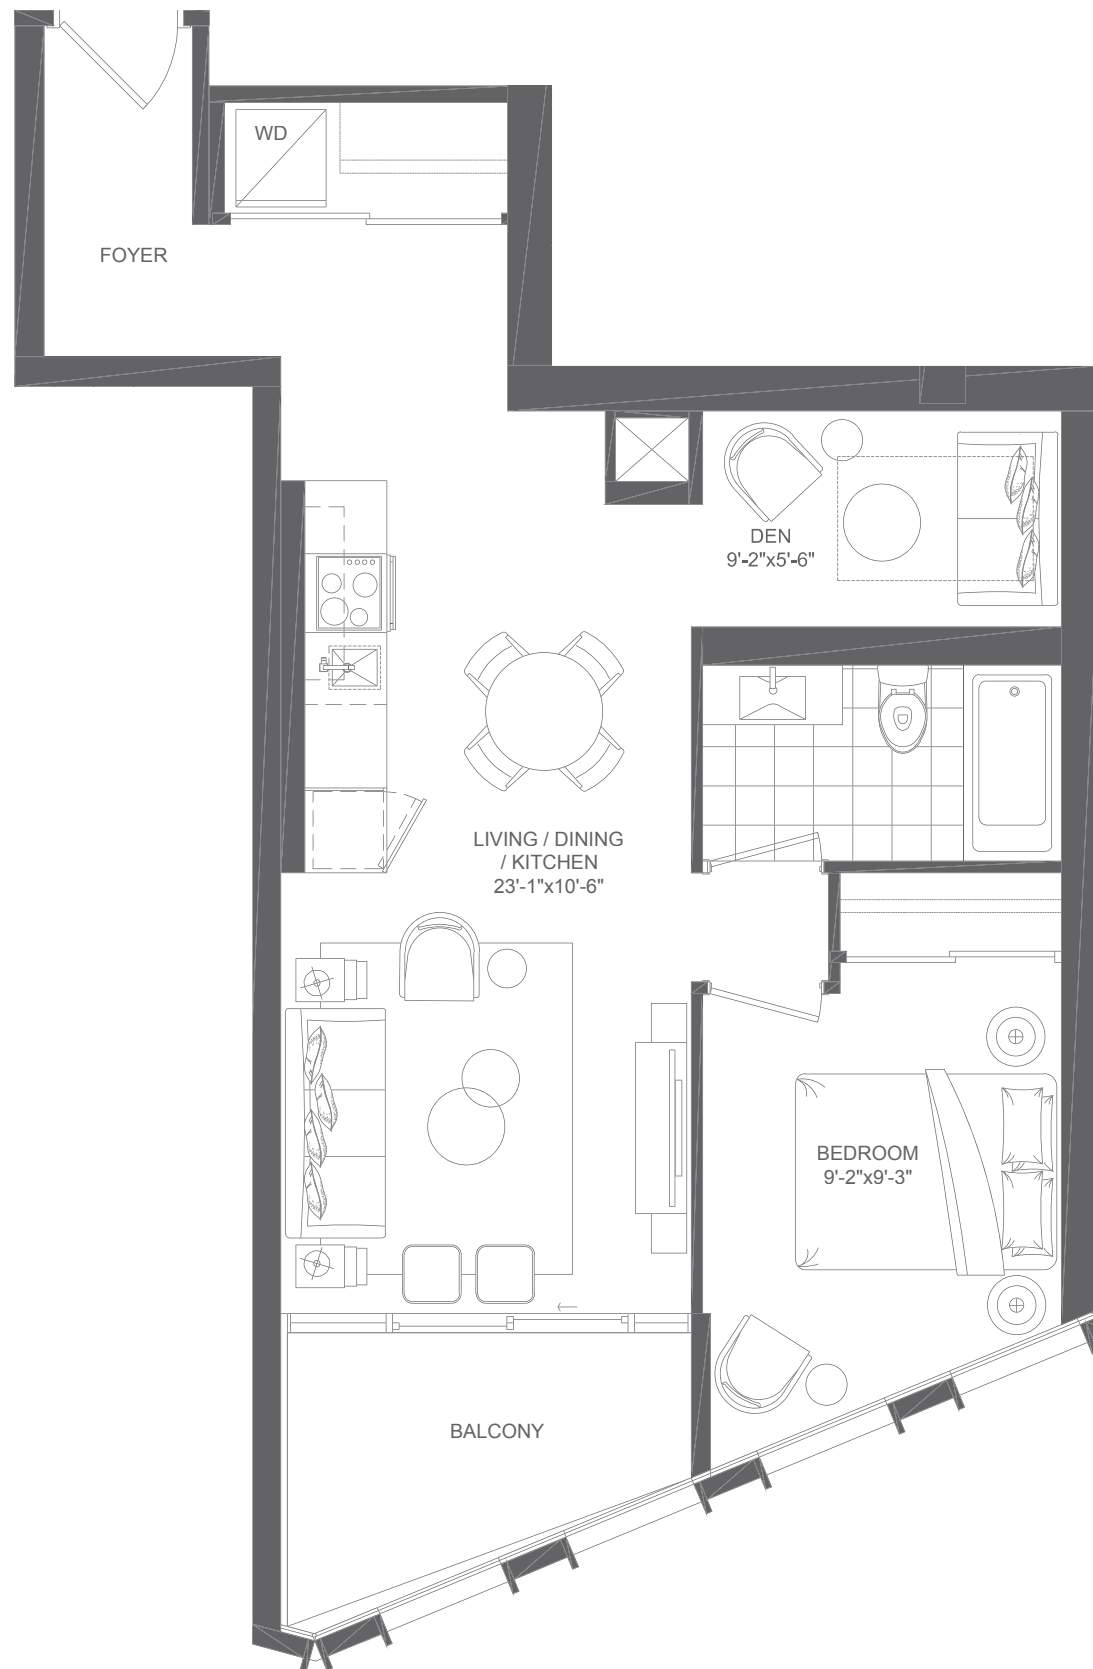 WD
FOYER
DEN
9'-2"x5'-6"
LIVING / DINING
/ KITCHEN
23'-1"x10'-6"
BEDROOM
9'-2"x9'-3"
BALCONY